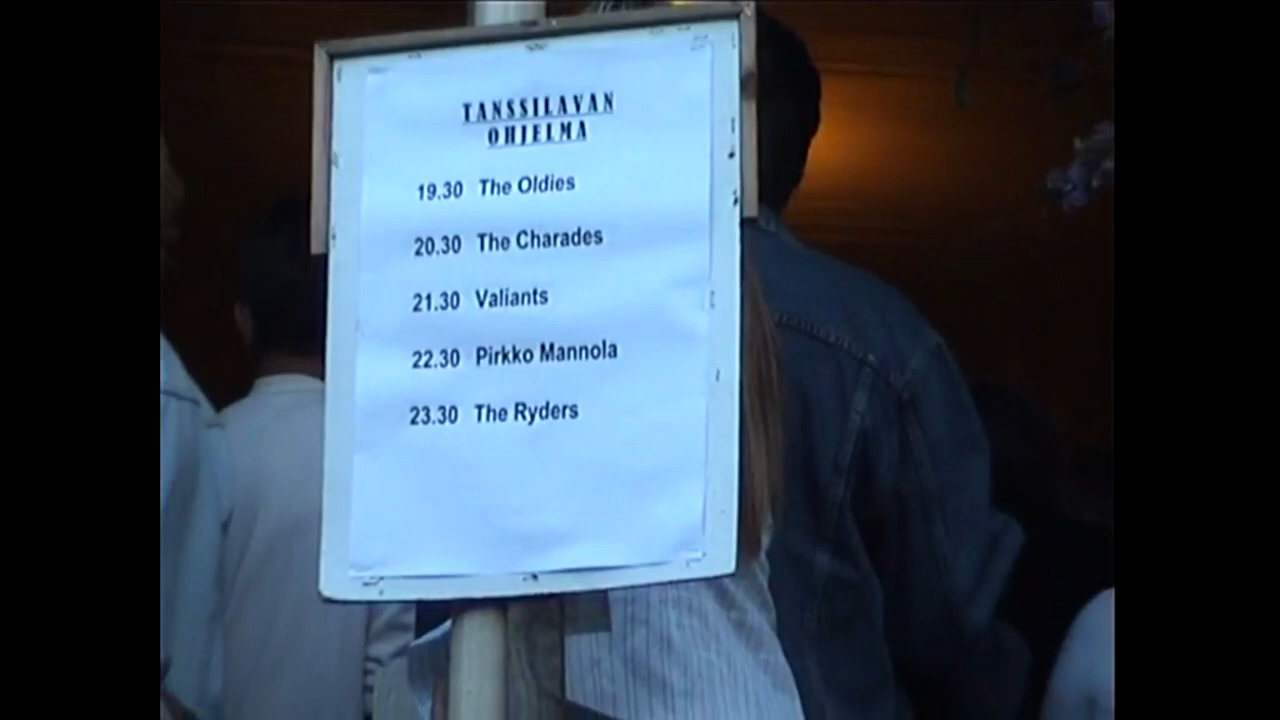 TANSSILAVAN
OHJELMA
19.30 The Oldies
20.30 The Charades
21.30 Valiants
22.30 Pirkko Mannola
23.30 The Ryders